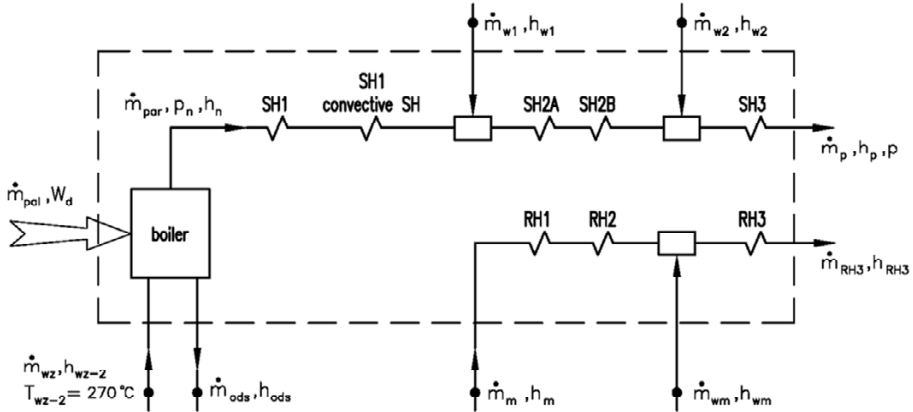 ṁw1,hw1
ṁw2,hw2
SH1
convective SH
ṁpar,pn,hn
SH1
SH2A
SH2B
SH3
ṁp,hp,p
ṁpal,Wd
boiler
RH1
RH2
RH3
ṁRH3,hRH3
ṁwz,hwz-2
Twz-2= 270℃
ṁods,hods
ṁm,hm
ṁwm,hwm